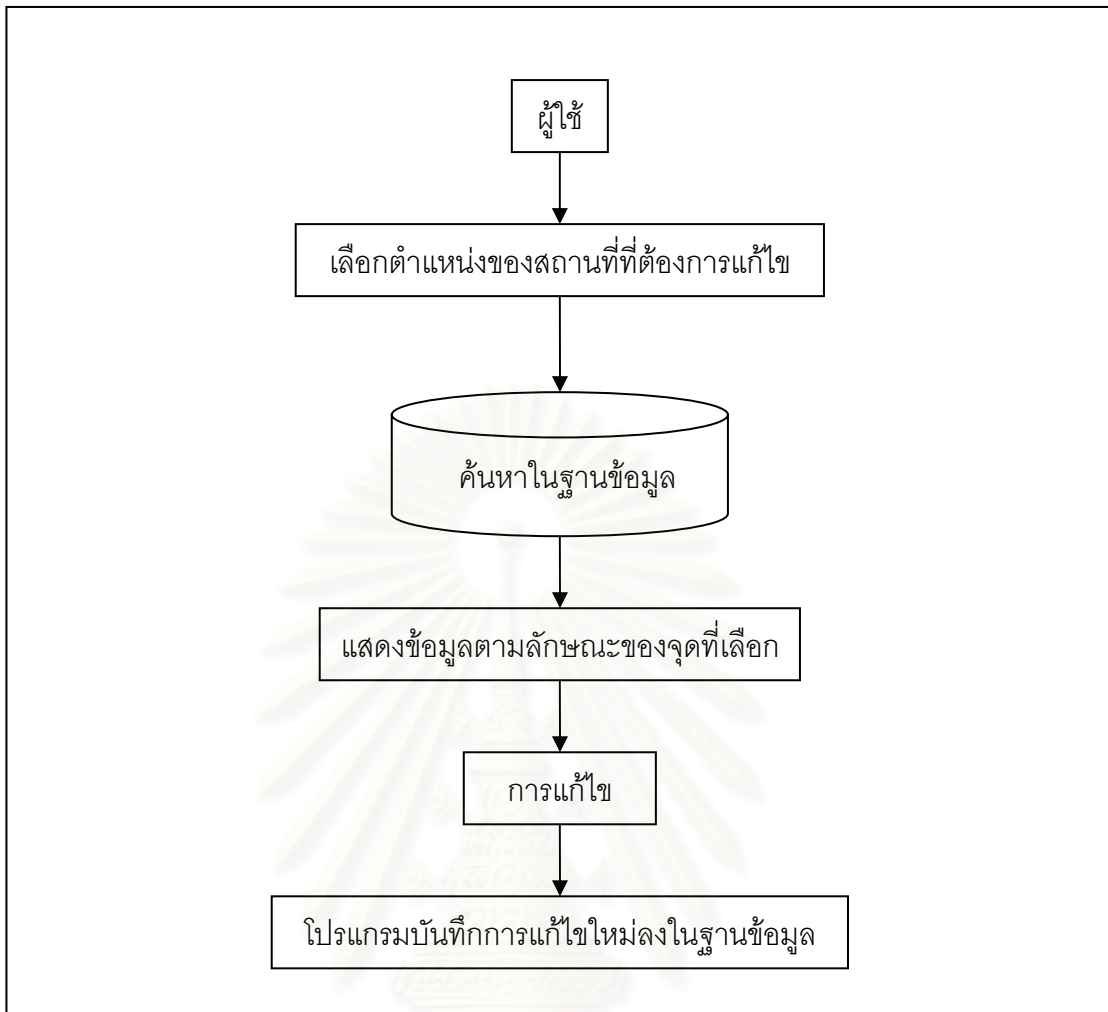 ผู้ใช้
เลือกตำแหน่งของสถานที่ที่ต้องการแก้ไข
ค้นหาในฐานข้อมูล
แสดงข้อมูลตามลักษณะของจุดที่เลือก
การแก้ไข
โปรแกรมบันทึกการแก้ไขใหม่ลงในฐานข้อมูล